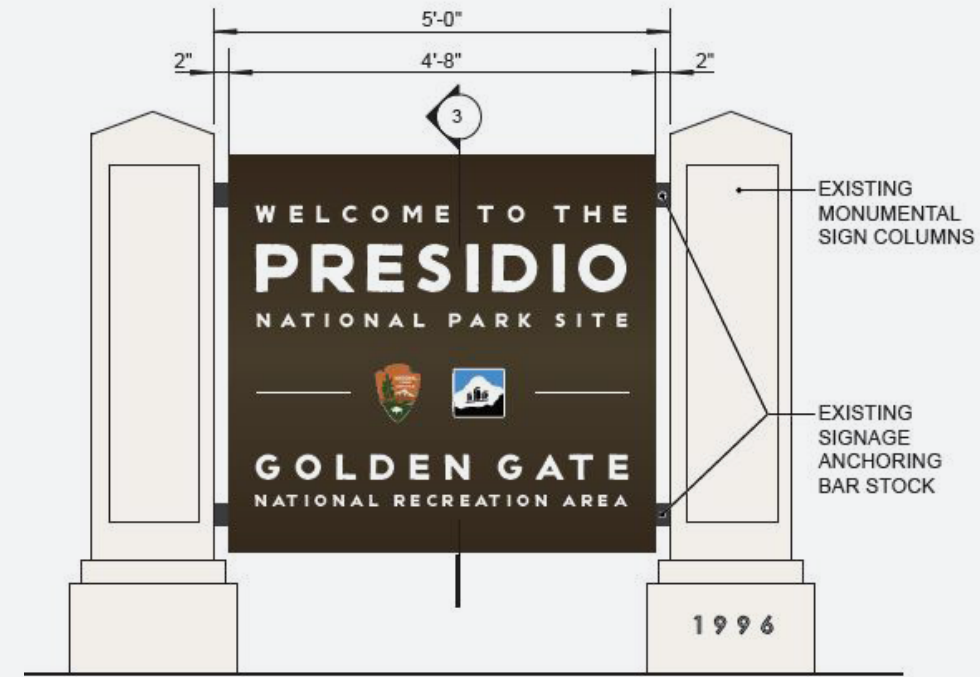 5'-0"
2"
4'-8"
2"
3
WELCOME TO THE
PRESIDIO
NATIONAL PARK SITE
GOLDEN GATE
NATIONAL RECREATION AREA
EXISTING
MONUMENTAL
SIGN COLUMNS
EXISTING
SIGNAGE
ANCHORING
BAR STOCK
1996